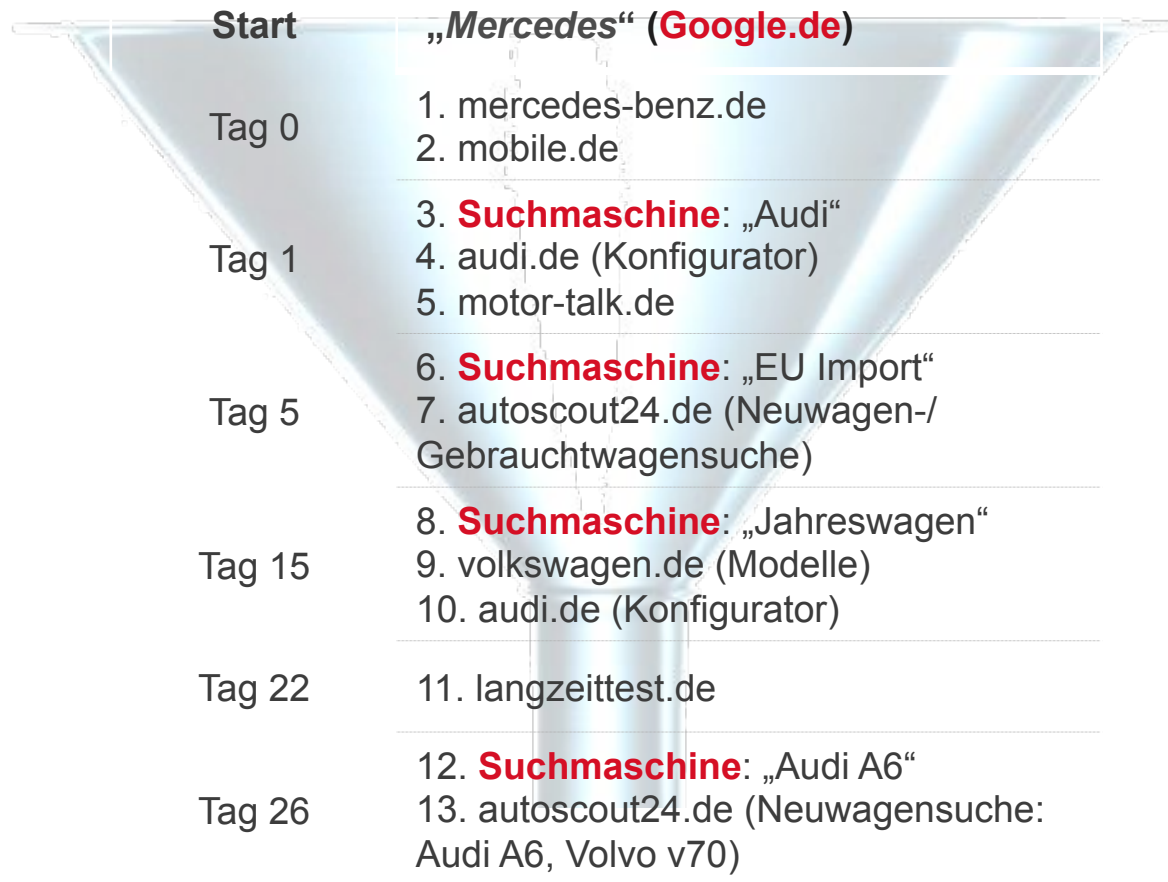 Start „Mercedes“ (Google.de)
Tag 0
1. mercedes-benz.de
2. mobile.de
Tag 1
3. Suchmaschine: „Audi“
4. audi.de (Konfigurator)
5. motor-talk.de
Tag 5
6. Suchmaschine: „EU Import“
7. autoscout24.de (Neuwagen-/
Gebrauchtwagensuche)
Tag 15
8. Suchmaschine: „Jahreswagen“
9. volkswagen.de (Modelle)
10. audi.de (Konfigurator)
Tag 22
11. langzeittest.de
Tag 26
12. Suchmaschine: „Audi A6“
13. autoscout24.de (Neuwagensuche:
Audi A6, Volvo v70)